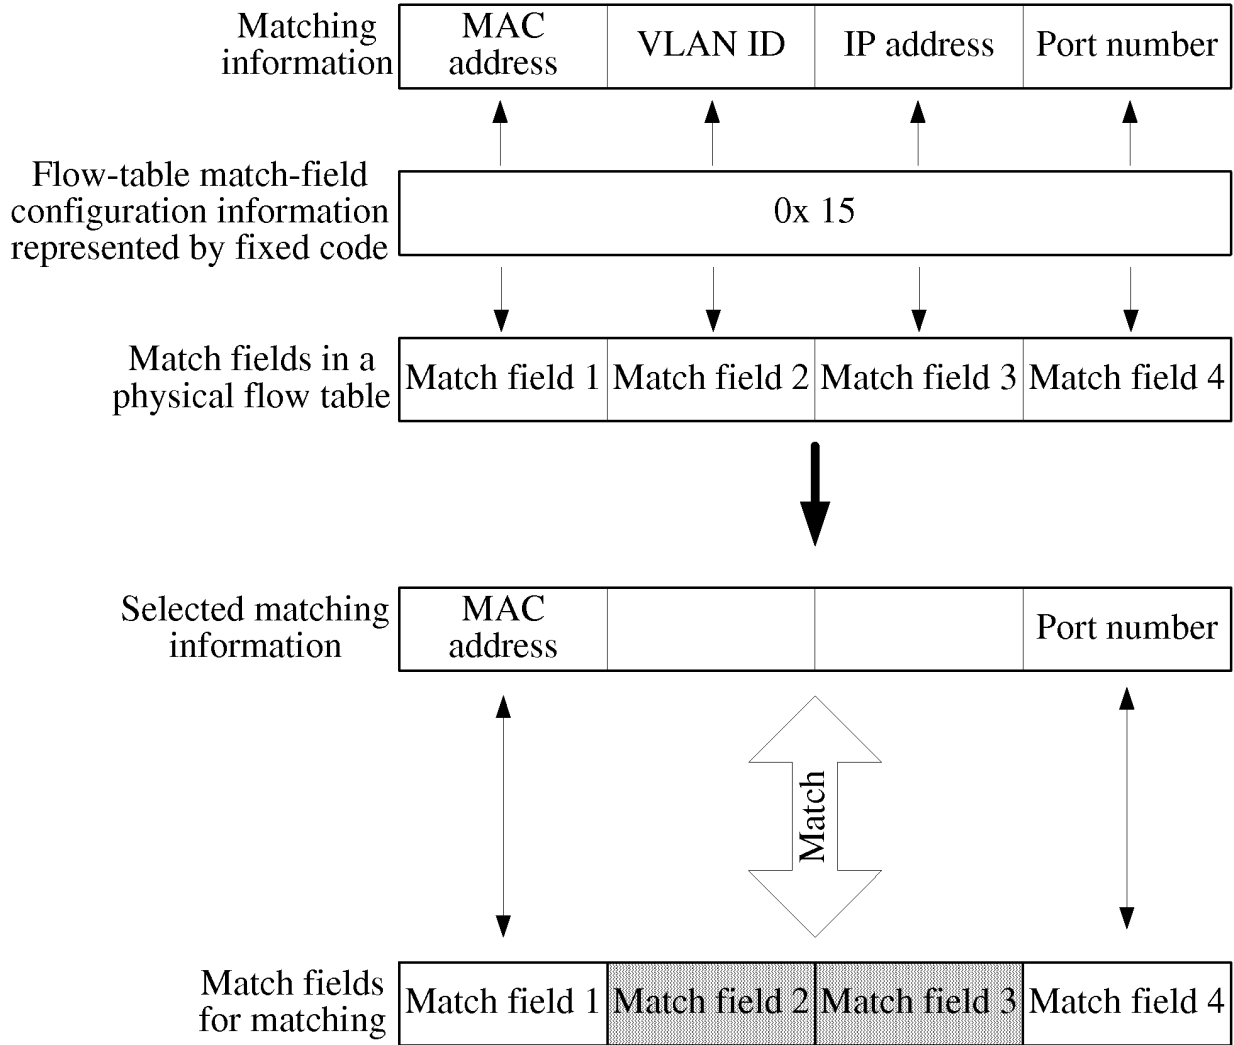 Matching
information
MAC
address
VLAN ID
IP address
Port number
Flow-table match-field
configuration information
represented by fixed code
0x 15
Match fields in a
physical flow table
Match field 1
Match field 2
Match field 3
Match field 4
Selected matching
information
MAC
address
Port number
Match
Match fields
for matching
Match field 1
Match field 2
Match field 3
Match field 4